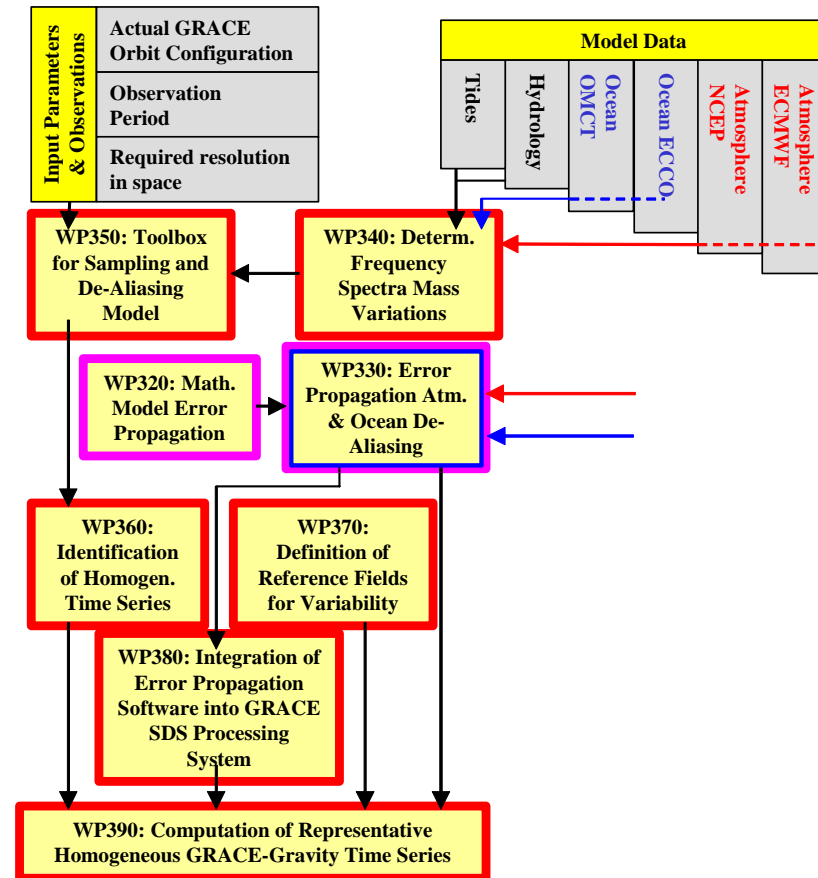 Input Parameters
& Observations
Actual GRACE
Orbit Configuration
Observation
Period
Required resolution
in space
Model Data
Tides
Hydrology
Ocean
OMCT
Ocean ECCO
Atmosphere
NCEP
Atmosphere
ECMWF
WP350: Toolbox
for Sampling and
De-Aliasing
Model
WP340: Determ.
Frequency
Spectra Mass
Variations
WP320: Math.
Model Error
Propagation
WP330: Error
Propagation Atm.
& Ocean De-
Aliasing
WP360:
Identification
of Homogen.
Time Series
WP370:
Definition of
Reference Fields
for Variability
WP380: Integration of
Error Propagation
Software into GRACE
SDS Processing
System
WP390: Computation of Representative
Homogeneous GRACE-Gravity Time Series